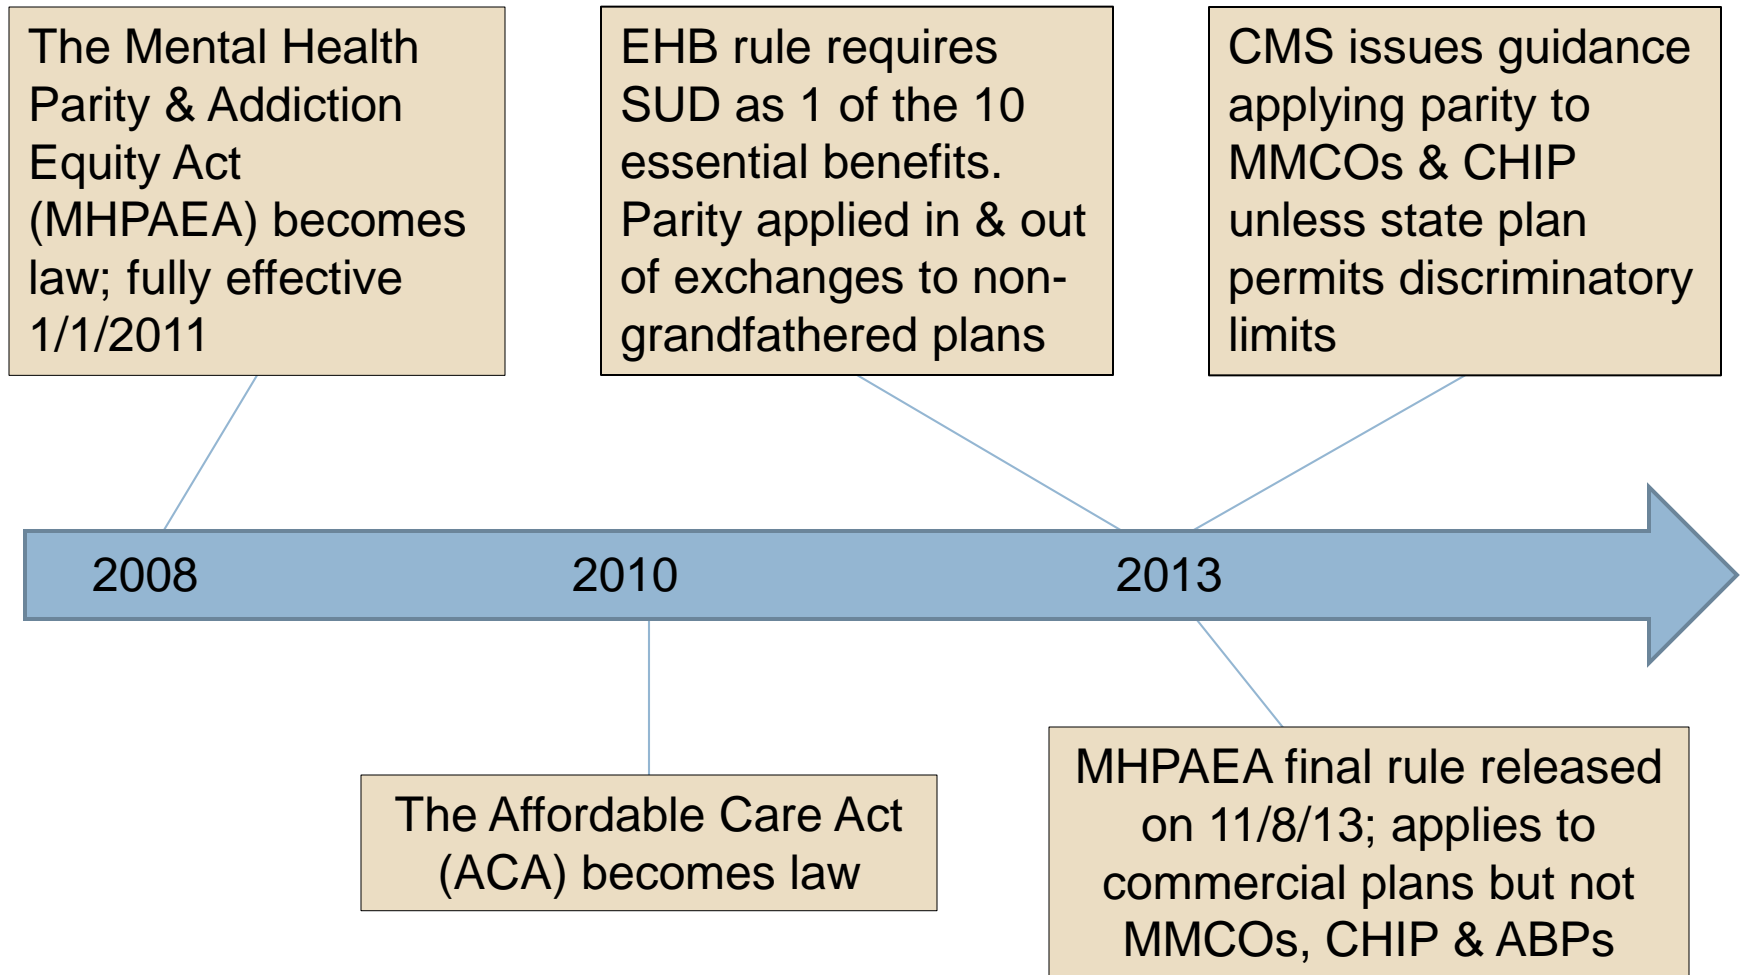 The Mental Health
Parity & Addiction
Equity Act
(MHPAEA) becomes
law; fully effective
1/1/2011
EHB rule requires
SUD as 1 of the 10
essential benefits.
Parity applied in & out
of exchanges to non-
grandfathered plans
CMS issues guidance
applying parity to
MMCOs & CHIP
unless state plan
permits discriminatory
limits
2008
2010
2013
The Affordable Care Act
(ACA) becomes law
MHPAEA final rule released
on 11/8/13; applies to
commercial plans but not
MMCOs, CHIP & ABPs